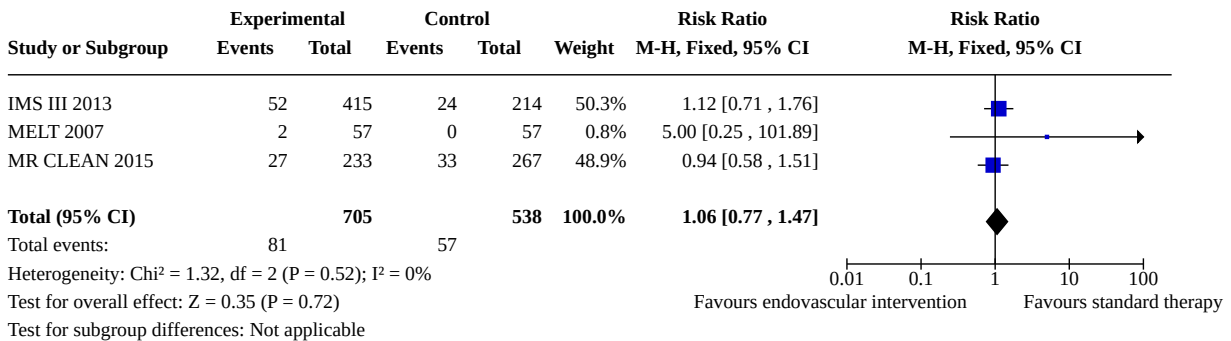 Experimental Control Risk Ratio Risk Ratio
Study or Subgroup Events Total Events Total Weight M-H, Fixed, 95% CI M-H, Fixed, 95% CI
IMS III 2013 52 415 24 214 50.3% 1.12 [0.71 , 1.76]
MELT 2007 2 57 0 57 0.8% 5.00 [0.25 , 101.89]
MR CLEAN 2015 27 233 33 267 48.9% 0.94 [0.58 , 1.51]
Total (95% CI) 705 538 100.0% 1.06 [0.77 , 1.47]
Total events: 81 57
Heterogeneity: Chi² = 1.32, df = 2 (P = 0.52); I² = 0%
0.01 0.1 1 10 100
Test for overall effect: Z = 0.35 (P = 0.72)
Favours endovascular intervention Favours standard therapy
Test for subgroup differences: Not applicable